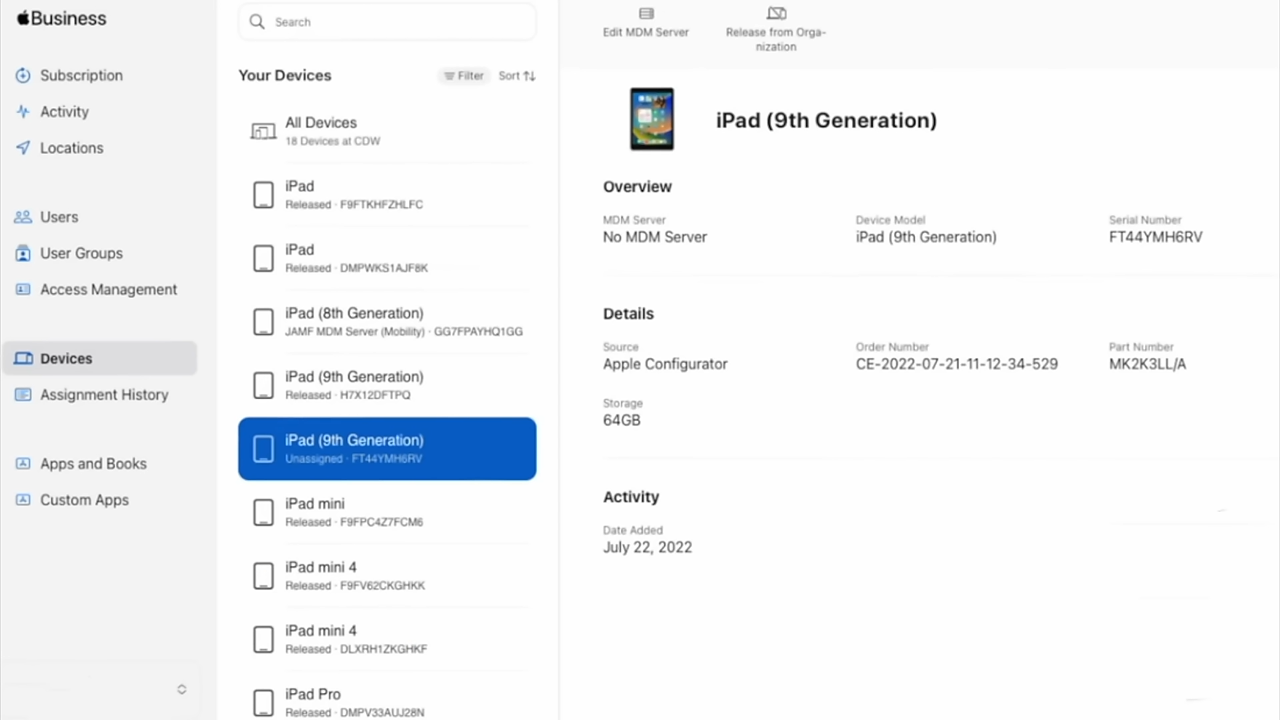 Business
Subscription
Activity
Locations
Users
User Groups
Access Management
Devices
Assignment History
Apps and Books
Custom Apps
Search
Your Devices
Filter
Sort
All Devices
18 Devices at CDW
iPad
Released · F9FTKHFZHLFC
iPad
Released · DMPWKS1AJF8K
iPad (8th Generation)
JAMF MDM Server (Mobility) · GG7FPAYHQ1GG
iPad (9th Generation)
Released · H7X12DFTPQ
iPad (9th Generation)
Unassigned · FT44YMH6RV
iPad mini
Released · F9FPC4Z7FCM6
iPad mini 4
Released · F9FV62CKGHKK
iPad mini 4
Released · DLXRH1ZKGHKF
iPad Pro
Released · DMPV33AUJ28N
Edit MDM Server
Release from Orga-
nization
iPad (9th Generation)
Overview
MDM Server
No MDM Server
Device Model
iPad (9th Generation)
Serial Number
FT44YMH6RV
Details
Source
Apple Configurator
Order Number
CE-2022-07-21-11-12-34-529
Part Number
MK2K3LL/A
Storage
64GB
Activity
Date Added
July 22, 2022